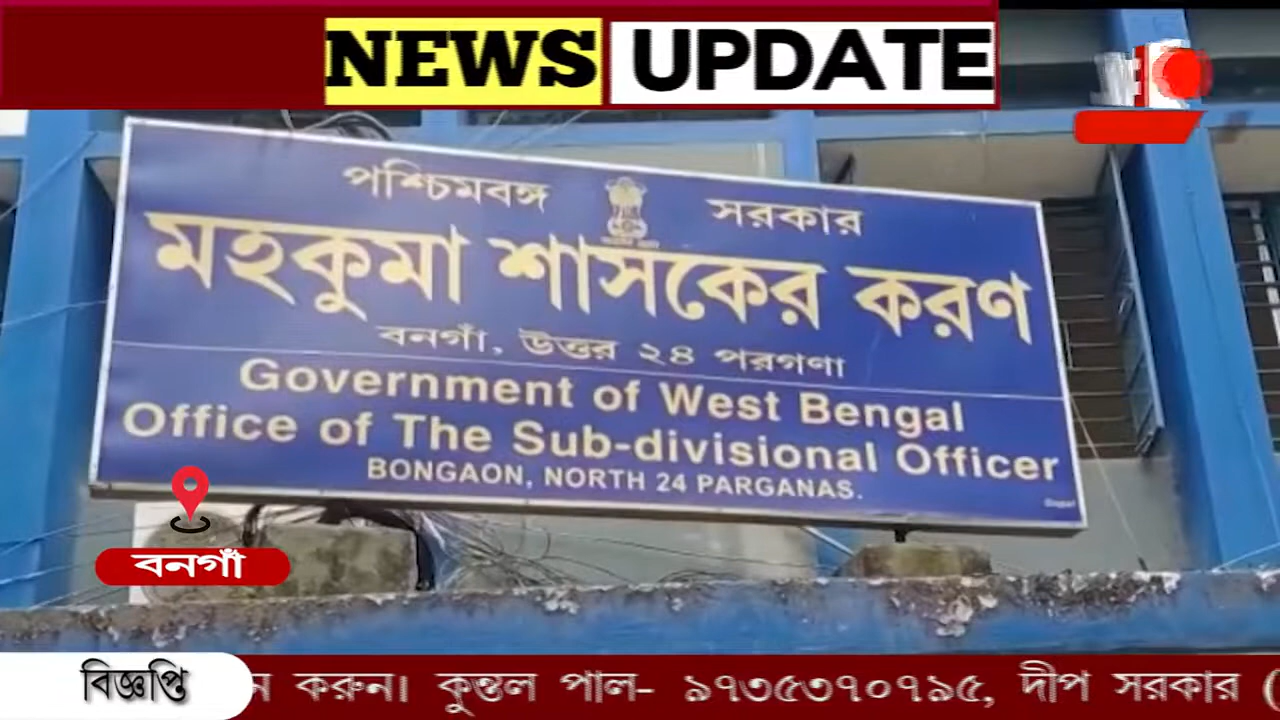 NEWS UPDATE
পশ্চিমবঙ্গ সরকার
মহকুমা শাসকের করণ
বনগাঁ, উত্তর ২৪ পরগণা
Government of West Bengal
Office of The Sub-divisional Officer
BONGAON, NORTH 24 PARGANAS.
বনগাঁ
বিজ্ঞপ্তি
ন করুন। কুন্তল পাল- ৯৭৩৫৩৭০৭৯৫, দীপ সরকার (